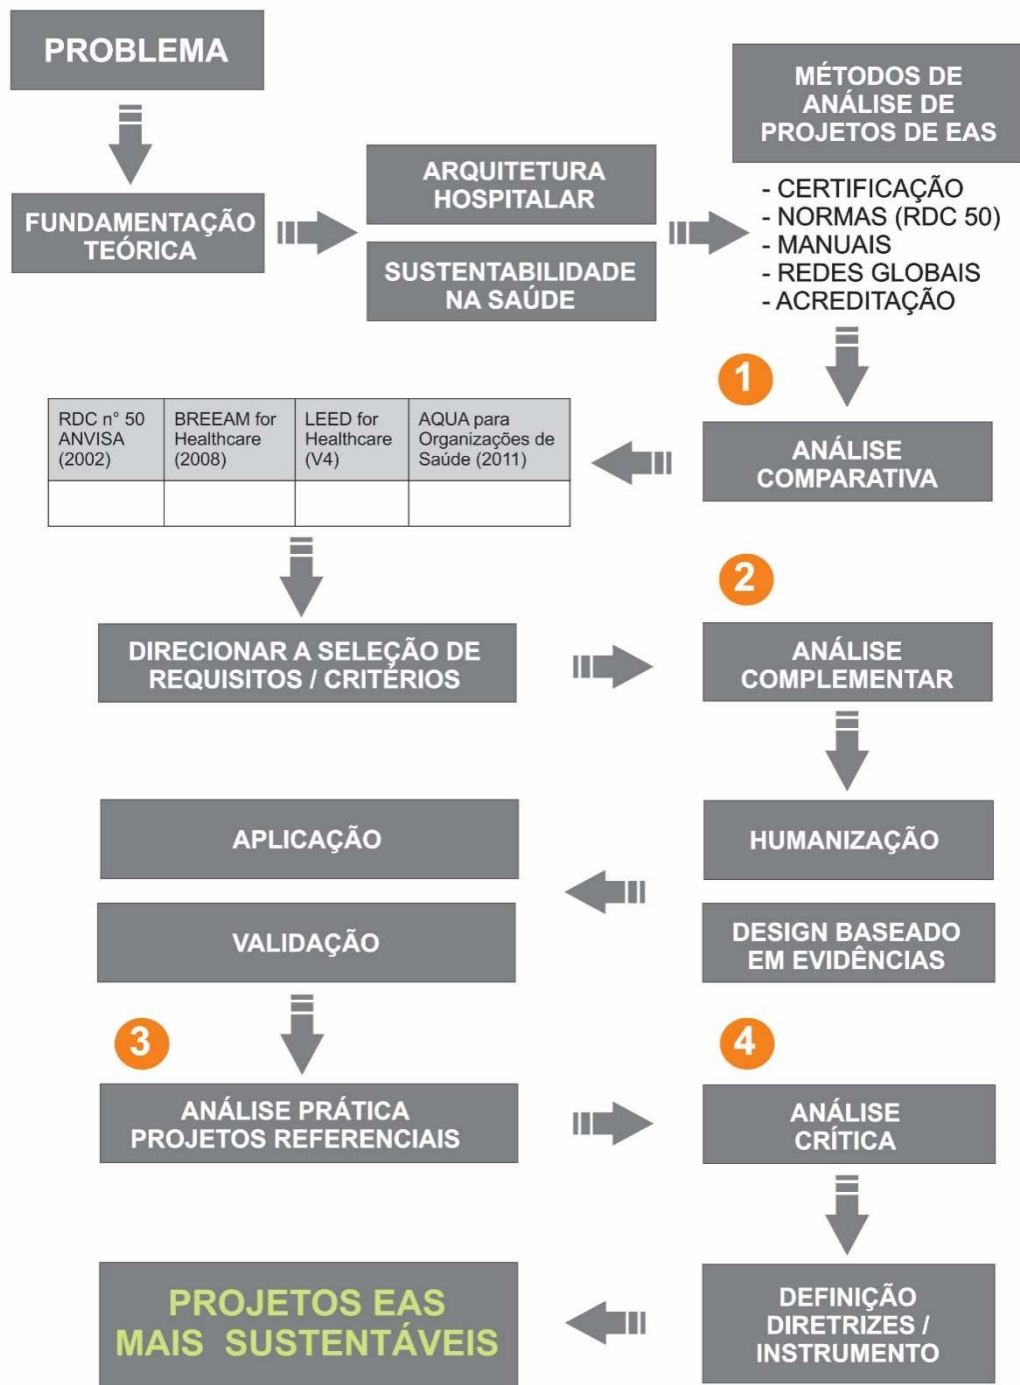 PROBLEMA
FUNDAMENTAÇÃO
TEÓRICA
ARQUITETURA
HOSPITALAR
SUSTENTABILIDADE
NA SAÚDE
MÉTODOS DE
ANÁLISE DE
PROJETOS DE EAS
- CERTIFICAÇÃO
- NORMAS (RDC 50)
- MANUAIS
- REDES GLOBAIS
- ACREDITAÇÃO
1
ANÁLISE
COMPARATIVA
RDC n° 50
ANVISA
(2002)
BREEAM for
Healthcare
(2008)
LEED for
Healthcare
(V4)
AQUA para
Organizações de
Saúde (2011)
DIRECIONAR A SELEÇÃO DE
REQUISITOS / CRITÉRIOS
2
ANÁLISE
COMPLEMENTAR
HUMANIZAÇÃO
DESIGN BASEADO
EM EVIDÊNCIAS
APLICAÇÃO
VALIDAÇÃO
3
ANÁLISE PRÁTICA
PROJETOS REFERENCIAIS
4
ANÁLISE
CRÍTICA
DEFINIÇÃO
DIRETRIZES /
INSTRUMENTO
PROJETOS EAS
MAIS SUSTENTÁVEIS